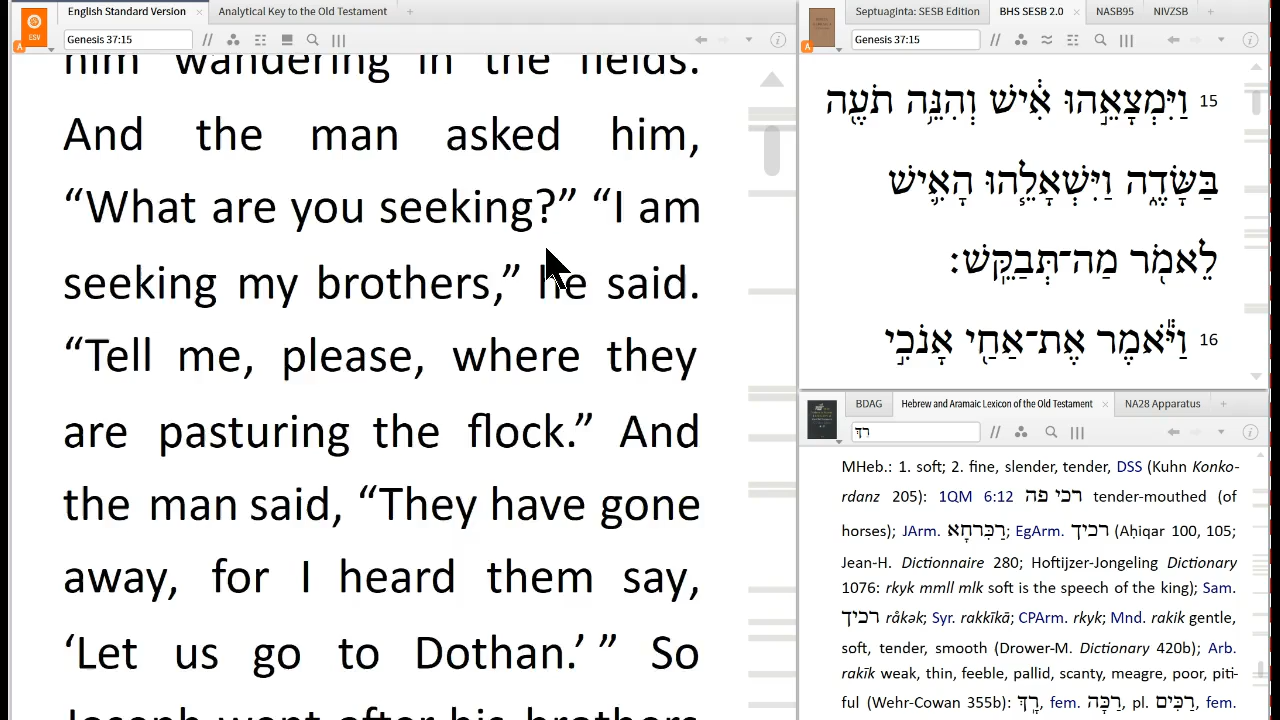 English Standard Version
Analytical Key to the Old Testament
Genesis 37:15
him wandering in the fields.
And the man asked him,
“What are you seeking?” “I am
seeking my brothers,” he said.
“Tell me, please, where they
are pasturing the flock.” And
the man said, “They have gone
away, for I heard them say,
‘Let us go to Dothan.’ ” So
Joseph went after his brothers
Septuaginta: SESB Edition
BHS SESB 2.0
NASB95
NIVZSB
Genesis 37:15
15 וַיִּמְצָאֵ֣הוּ אִ֔ישׁ וְהִנֵּ֥ה תֹעֶ֖ה
בַּשָּׂדֶ֑ה וַיִּשְׁאָלֵ֧הוּ הָאִ֛ישׁ
לֵאמֹ֖ר מַה־תְּבַקֵּֽשׁ׃
16 וַיֹּ֕אמֶר אֶת־אַחַ֖י אָנֹכִ֣י
BDAG
Hebrew and Aramaic Lexicon of the Old Testament
NA28 Apparatus
רךּ
MHeb.: 1. soft; 2. fine, slender, tender, DSS (Kuhn Konko-
rdanz 205): 1QM 6:12 רכי פה tender-mouthed (of
horses); JArm. EgArm. רכיך (Aḥiqar 100, 105;
Jean-H. Dictionnaire 280; Hoftijzer-Jongeling Dictionary
1076: rkyk mmll mlk soft is the speech of the king); Sam.
רכיך råkək; Syr. rakkīkā; CPArm. rkyk; Mnd. rakik gentle,
soft, tender, smooth (Drower-M. Dictionary 420b); Arb.
rakīk weak, thin, feeble, pallid, scanty, meagre, poor, piti-
ful (Wehr-Cowan 355b): רָךְ, fem. רַכָּה, pl. רַכִּים, fem.